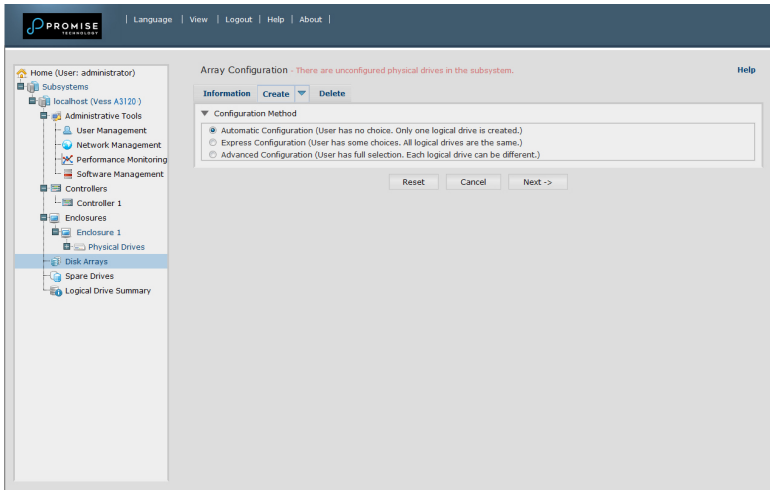 PROMISE
TECHNOLOGY
| Language | View | Logout | Help | About |
Home (User: administrator)
Subsystems
localhost (Vess A3120 )
Administrative Tools
User Management
Network Management
Performance Monitoring
Software Management
Controllers
Controller 1
Enclosures
Enclosure 1
Physical Drives
Disk Arrays
Spare Drives
Logical Drive Summary
Array Configuration - There are unconfigured physical drives in the subsystem.
Help
Information Create Delete
Configuration Method
Automatic Configuration (User has no choice. Only one logical drive is created.)
Express Configuration (User has some choices. All logical drives are the same.)
Advanced Configuration (User has full selection. Each logical drive can be different.)
Reset Cancel Next ->